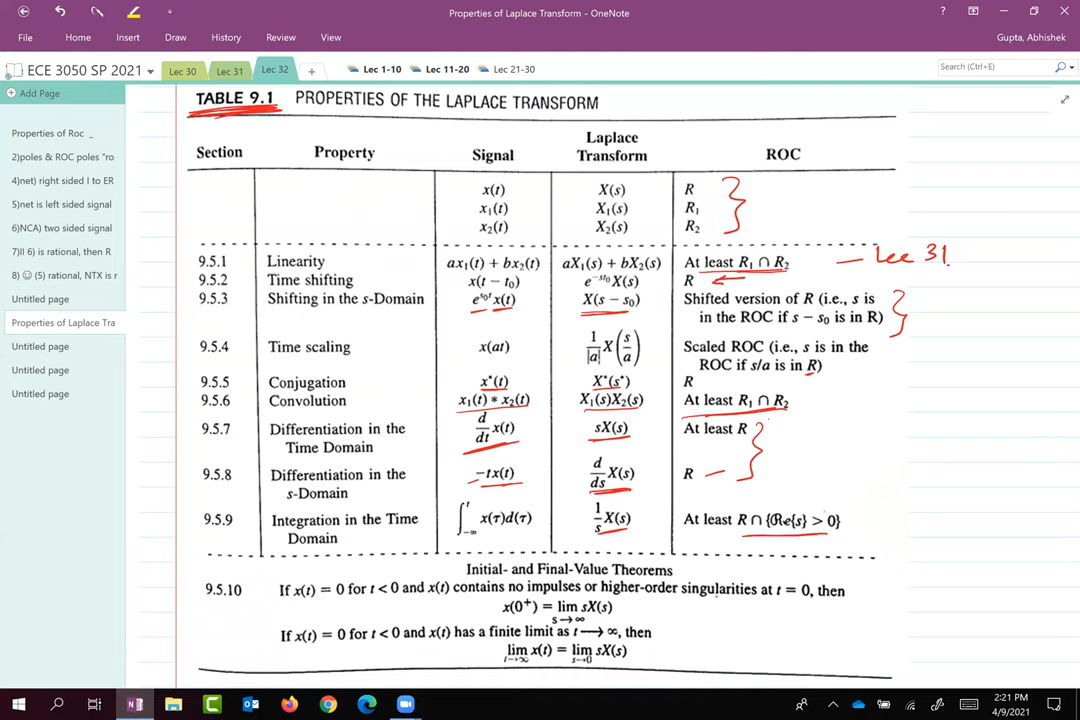 Properties of Laplace Transform - OneNote
File Home Insert Draw History Review View Gupta, Abhishek
ECE 3050 SP 2021 Lec 30 Lec 31 Lec 32 Lec 1-10 Lec 11-20 Lec 21-30 Search (Ctrl+E)
Add Page
Properties of Roc _
2)poles & ROC poles "ro
4)net) right sided I to ER
5)net is left sided signal
6)NCA) two sided signal
7)ll 6) is rational, then R
8) ☺ (5) rational, NTX is r
Untitled page
Properties of Laplace Tra
Untitled page
Untitled page
Untitled page
TABLE 9.1 PROPERTIES OF THE LAPLACE TRANSFORM
Section Property Signal Laplace Transform ROC
x(t) X(s) R
x₁(t) X₁(s) R₁
x₂(t) X₂(s) R₂
9.5.1 Linearity ax₁(t) + bx₂(t) aX₁(s) + bX₂(s) At least R₁ ∩ R₂ — Lec 31.
9.5.2 Time shifting x(t − t₀) e^{−st₀}X(s) R
9.5.3 Shifting in the s-Domain e^{s₀t}x(t) X(s − s₀) Shifted version of R (i.e., s is
in the ROC if s − s₀ is in R)
9.5.4 Time scaling x(at) 1/|a| X(s/a) Scaled ROC (i.e., s is in the
ROC if s/a is in R)
9.5.5 Conjugation x*(t) X*(s*) R
9.5.6 Convolution x₁(t) * x₂(t) X₁(s)X₂(s) At least R₁ ∩ R₂
9.5.7 Differentiation in the d/dt x(t) sX(s) At least R
Time Domain
9.5.8 Differentiation in the −tx(t) d/ds X(s) R
s-Domain
9.5.9 Integration in the Time ∫_{−∞}^{t} x(τ)d(τ) 1/s X(s) At least R ∩ {ℜe{s} > 0}
Domain
Initial- and Final-Value Theorems
9.5.10 If x(t) = 0 for t < 0 and x(t) contains no impulses or higher-order singularities at t = 0, then
x(0⁺) = lim sX(s)
s→∞
If x(t) = 0 for t < 0 and x(t) has a finite limit as t → ∞, then
lim x(t) = lim sX(s)
t→∞ s→0
2:21 PM
4/9/2021